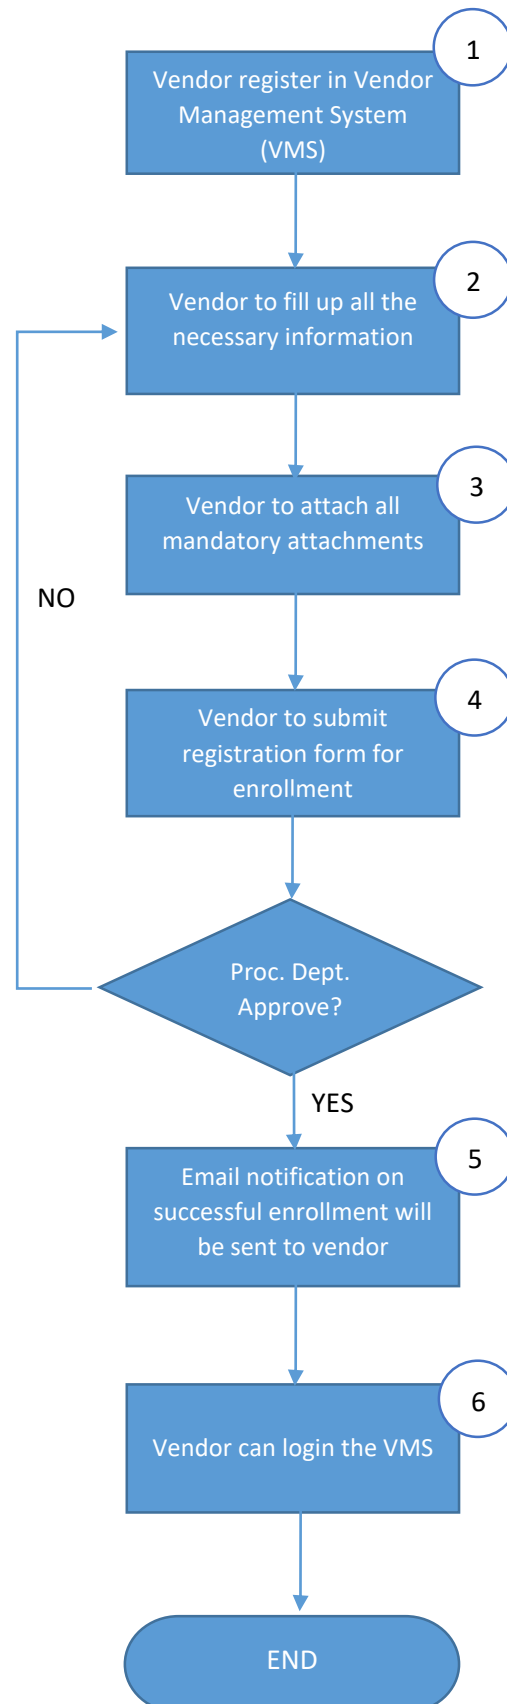 1
Vendor register in Vendor
Management System
(VMS)
2
Vendor to fill up all the
necessary information
3
Vendor to attach all
mandatory attachments
NO
4
Vendor to submit
registration form for
enrollment
Proc. Dept.
Approve?
YES
5
Email notification on
successful enrollment will
be sent to vendor
6
Vendor can login the VMS
END